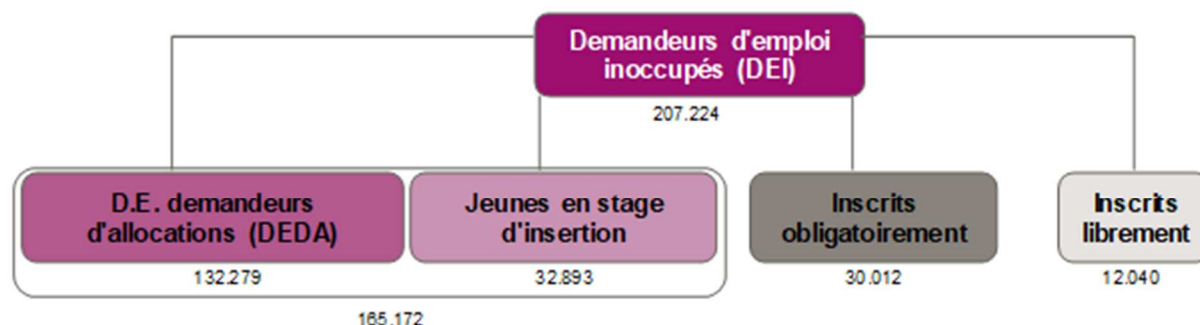 Demandeurs d'emploi
inoccupés (DEI)
207.224
D.E. demandeurs
d'allocations (DEDA)
Jeunes en stage
d'insertion
Inscrits
obligatoirement
Inscrits
librement
132.279
32.893
30.012
12.040
165.172